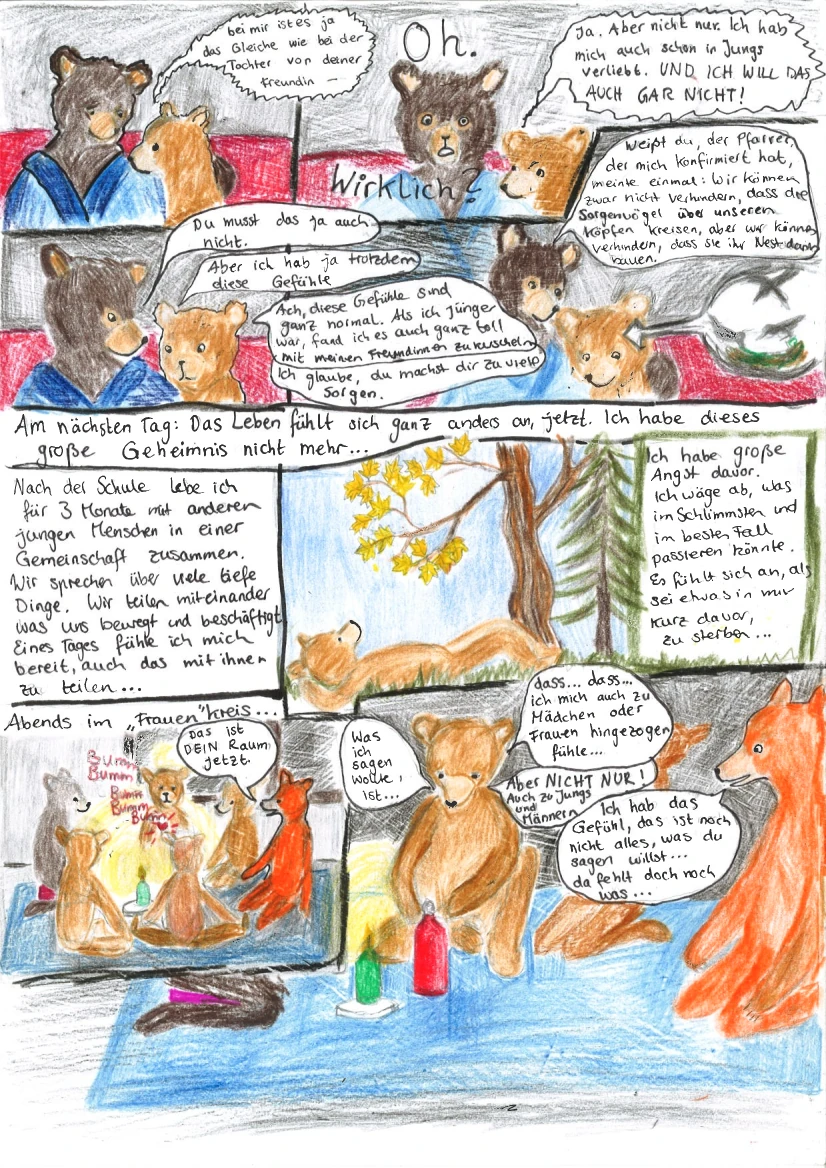 bei mir ist es ja
das Gleiche wie bei der
Tochter von deiner
Freundin –
Oh.
Wirklich?
Ja. Aber nicht nur. Ich hab
mich auch schon in Jungs
verliebt. UND ICH WILL DAS
AUCH GAR NICHT!
Du musst das ja auch
nicht.
Aber ich hab ja trotzdem
diese Gefühle
Ach, diese Gefühle sind
ganz normal. Als ich jünger
war, fand ich es auch ganz toll
mit meinen Freundinnen zu kuscheln
Ich glaube, du machst dir zu viele
Sorgen.
Weißt du, der Pfarrer,
der mich konfirmiert hat,
meinte einmal: Wir können
zwar nicht verhindern, dass die
Sorgenvögel über unseren
Köpfen kreisen, aber wir können
verhindern, dass sie ihr Nest darin
bauen.
Am nächsten Tag: Das Leben fühlt sich ganz anders an, jetzt. Ich habe dieses
große Geheimnis nicht mehr...
Nach der Schule lebe ich
für 3 Monate mit anderen
jungen Menschen in einer
Gemeinschaft zusammen.
Wir sprechen über viele tiefe
Dinge. Wir teilen miteinander
was uns bewegt und beschäftigt
Eines Tages fühle ich mich
bereit, auch das mit ihnen
zu teilen...
Ich habe große
Angst davor.
Ich wäge ab, was
im Schlimmsten und
im besten Fall
passieren könnte.
Es fühlt sich an, als
sei etwas in mir
kurz davor,
zu sterben...
Abends im „Frauen"kreis...
Das ist
DEIN Raum
jetzt.
Bumm
Bumm
Bumm
Bumm
Bumm
Was
ich
sagen
wollte,
ist...
dass... dass...
ich mich auch zu
Mädchen oder
Frauen hingezogen
fühle...
Aber NICHT NUR!
Auch zu Jungs
und
Männern
Ich hab das
Gefühl, das ist noch
nicht alles, was du
sagen willst...
da fehlt doch noch
was...
2